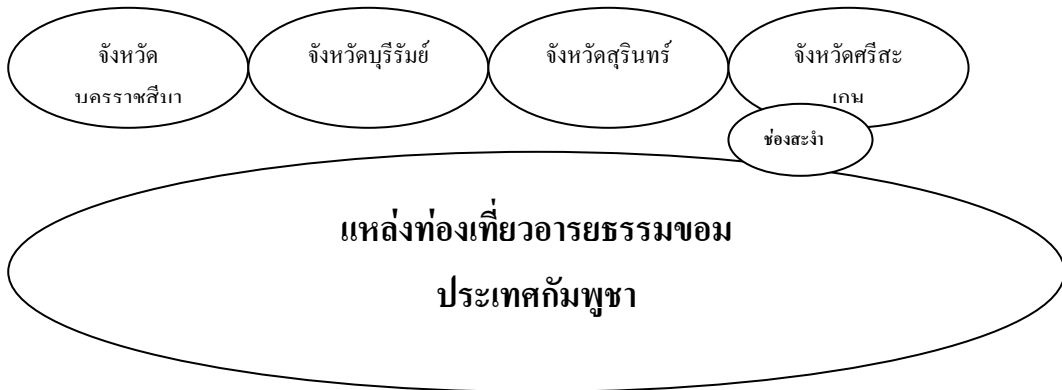 จังหวัด
นครราชสีมา
จังหวัดบุรีรัมย์
จังหวัดสุรินทร์
จังหวัดศรีสะ
เกษ
ช่องสะงำ
แหล่งท่องเที่ยวอารยธรรมขอม
ประเทศกัมพูชา